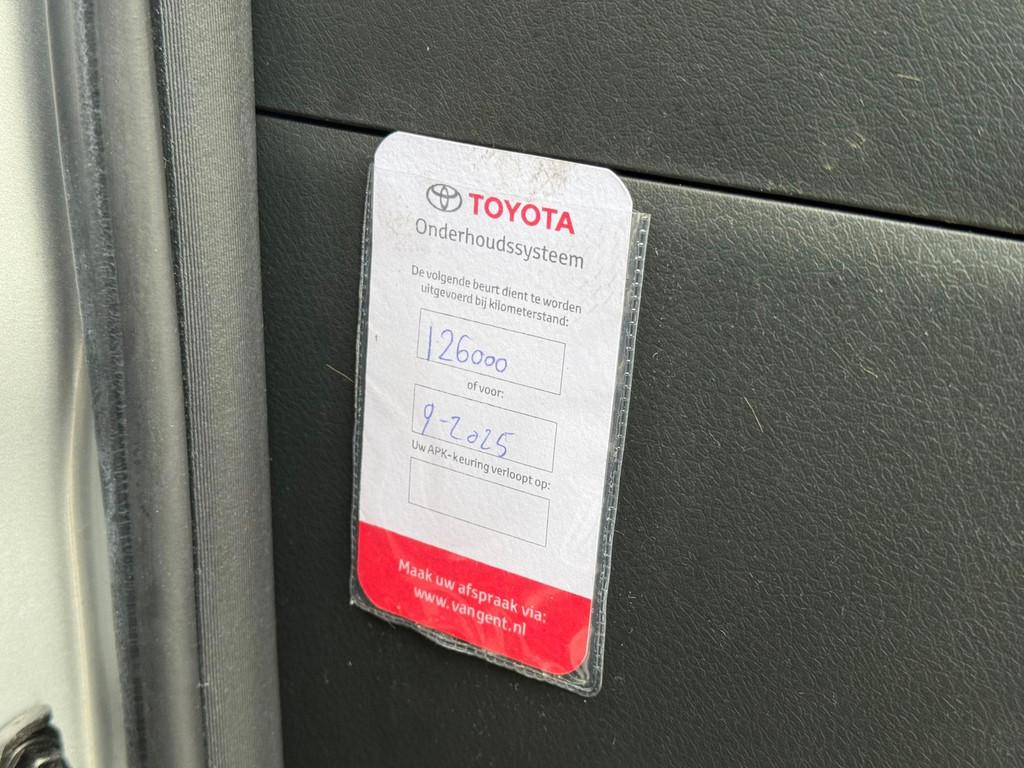 TOYOTA
Onderhoudssysteem
De volgende beurt dient te worden
uitgevoerd bij kilometerstand:
126000
of voor:
9-2025
Uw APK-keuring verloopt op:
Maak uw afspraak via:
www.vangent.nl